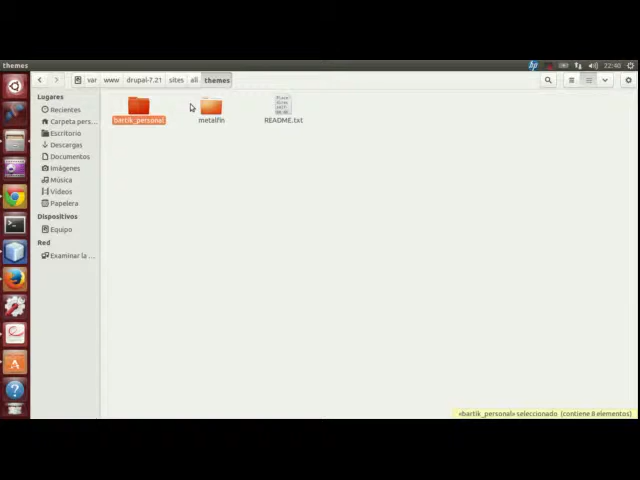 themes
22:40
var www drupal-7.21 sites all themes
Lugares
Recientes
Carpeta pers...
Escritorio
Descargas
Documentos
Imágenes
Música
Vídeos
Papelera
Dispositivos
Equipo
Red
Examinar la ...
bartik_personal
metalfin
README.txt
«bartik_personal» seleccionado (contiene 8 elementos)